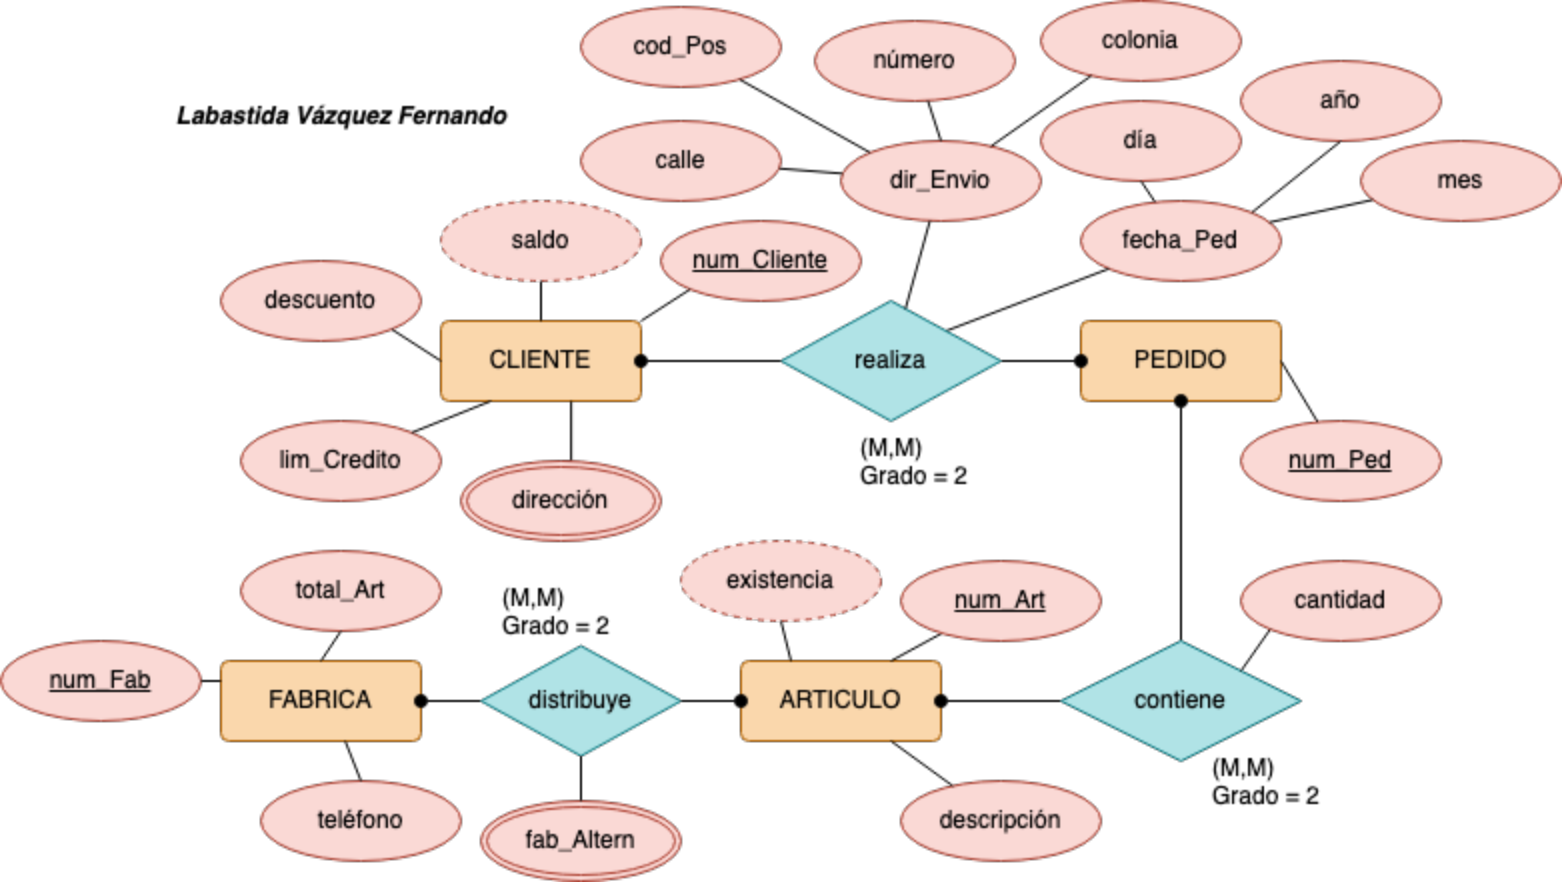 cod_Pos
número
colonia
Labastida Vázquez Fernando
año
día
calle
dir_Envio
mes
saldo
num_Cliente
fecha_Ped
descuento
CLIENTE
realiza
PEDIDO
lim_Credito
(M,M)
Grado = 2
num_Ped
dirección
total_Art
(M,M)
Grado = 2
existencia
num_Art
cantidad
num_Fab
FABRICA
distribuye
ARTICULO
contiene
(M,M)
Grado = 2
teléfono
fab_Altern
descripción